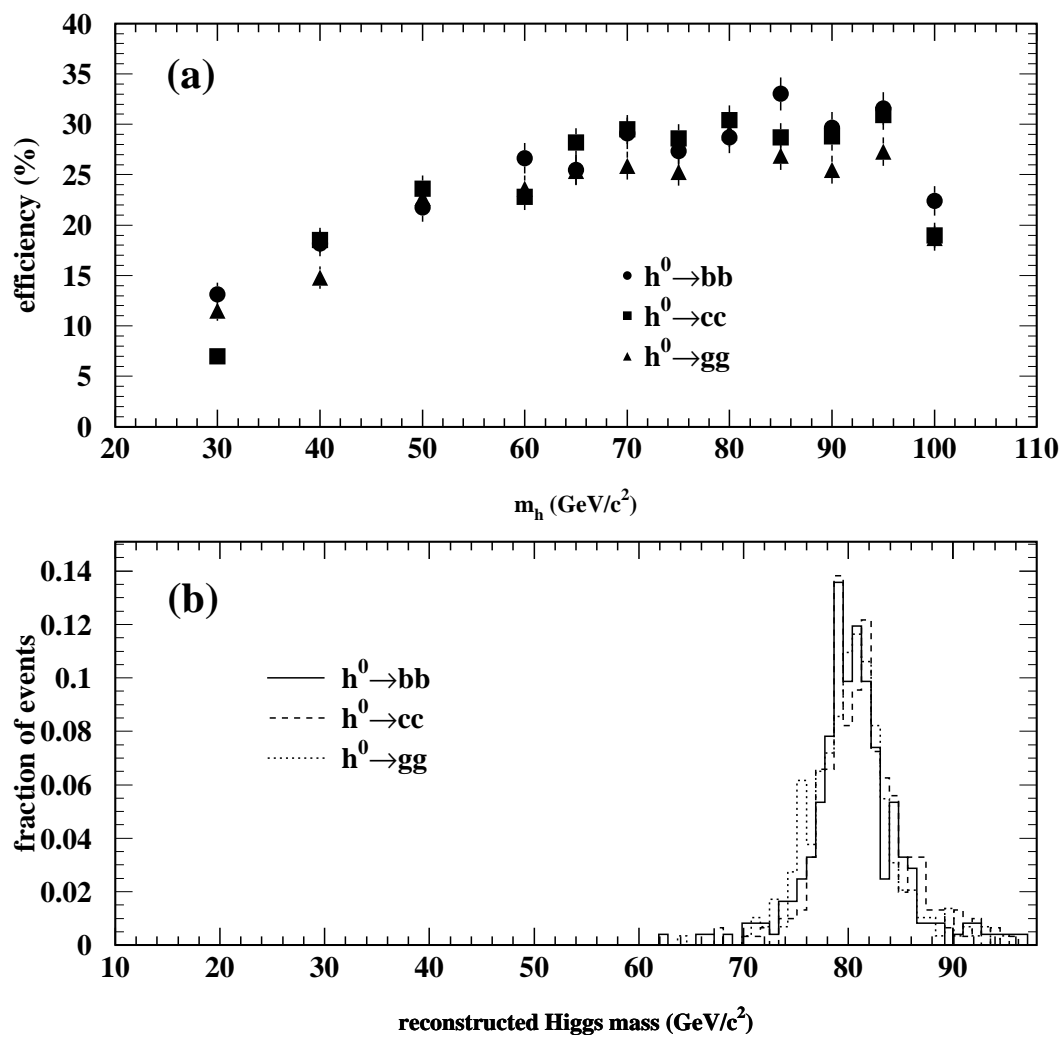 40
35
30
25
20
15
10
5
0
efficiency (%)
(a)
h⁰→bb
h⁰→cc
h⁰→gg
20 30 40 50 60 70 80 90 100 110
m_h (GeV/c²)
0.14
0.12
0.1
0.08
0.06
0.04
0.02
0
fraction of events
(b)
h⁰→bb
h⁰→cc
h⁰→gg
10 20 30 40 50 60 70 80 90
reconstructed Higgs mass (GeV/c²)